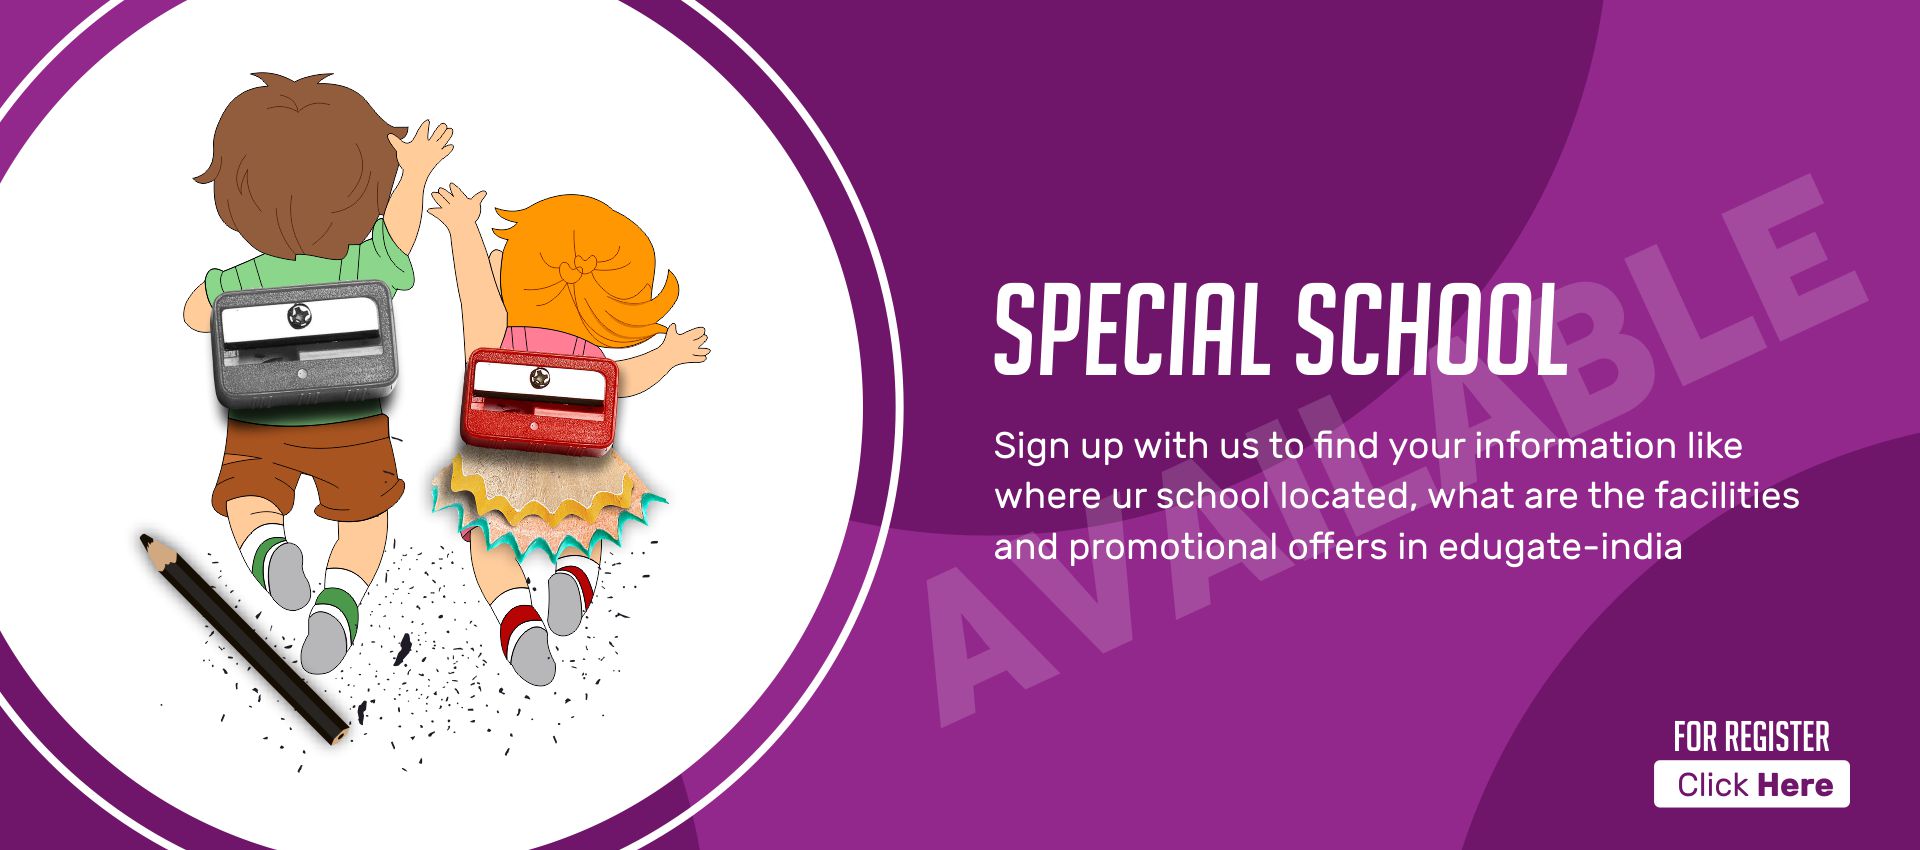 SPECIAL SCHOOL
Sign up with us to find your information like
where ur school located, what are the facilities
and promotional offers in edugate-india
AVAILABLE
FOR REGISTER
Click Here